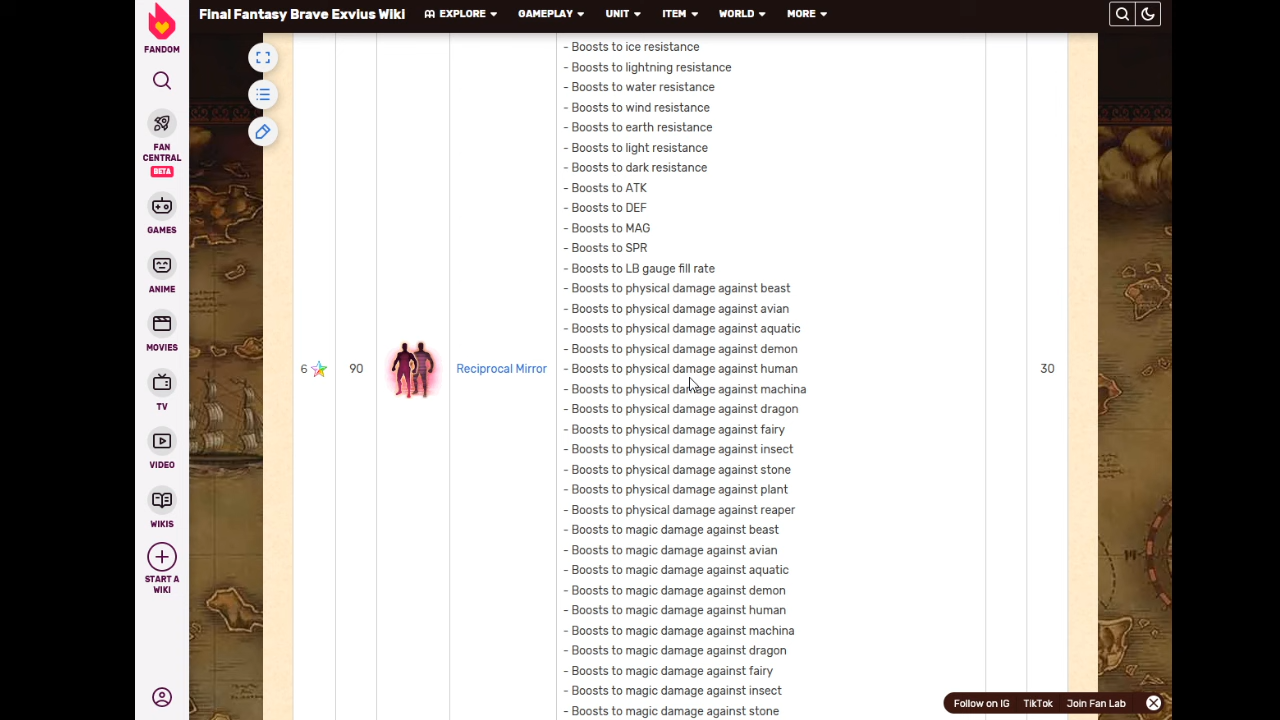 Final Fantasy Brave Exvius Wiki
EXPLORE
GAMEPLAY
UNIT
ITEM
WORLD
MORE
FANDOM
FAN CENTRAL
BETA
GAMES
ANIME
MOVIES
TV
VIDEO
WIKIS
START A WIKI
6
90
Reciprocal Mirror
- Boosts to ice resistance
- Boosts to lightning resistance
- Boosts to water resistance
- Boosts to wind resistance
- Boosts to earth resistance
- Boosts to light resistance
- Boosts to dark resistance
- Boosts to ATK
- Boosts to DEF
- Boosts to MAG
- Boosts to SPR
- Boosts to LB gauge fill rate
- Boosts to physical damage against beast
- Boosts to physical damage against avian
- Boosts to physical damage against aquatic
- Boosts to physical damage against demon
- Boosts to physical damage against human
- Boosts to physical damage against machina
- Boosts to physical damage against dragon
- Boosts to physical damage against fairy
- Boosts to physical damage against insect
- Boosts to physical damage against stone
- Boosts to physical damage against plant
- Boosts to physical damage against reaper
- Boosts to magic damage against beast
- Boosts to magic damage against avian
- Boosts to magic damage against aquatic
- Boosts to magic damage against demon
- Boosts to magic damage against human
- Boosts to magic damage against machina
- Boosts to magic damage against dragon
- Boosts to magic damage against fairy
- Boosts to magic damage against insect
- Boosts to magic damage against stone
30
Follow on IG
TikTok
Join Fan Lab